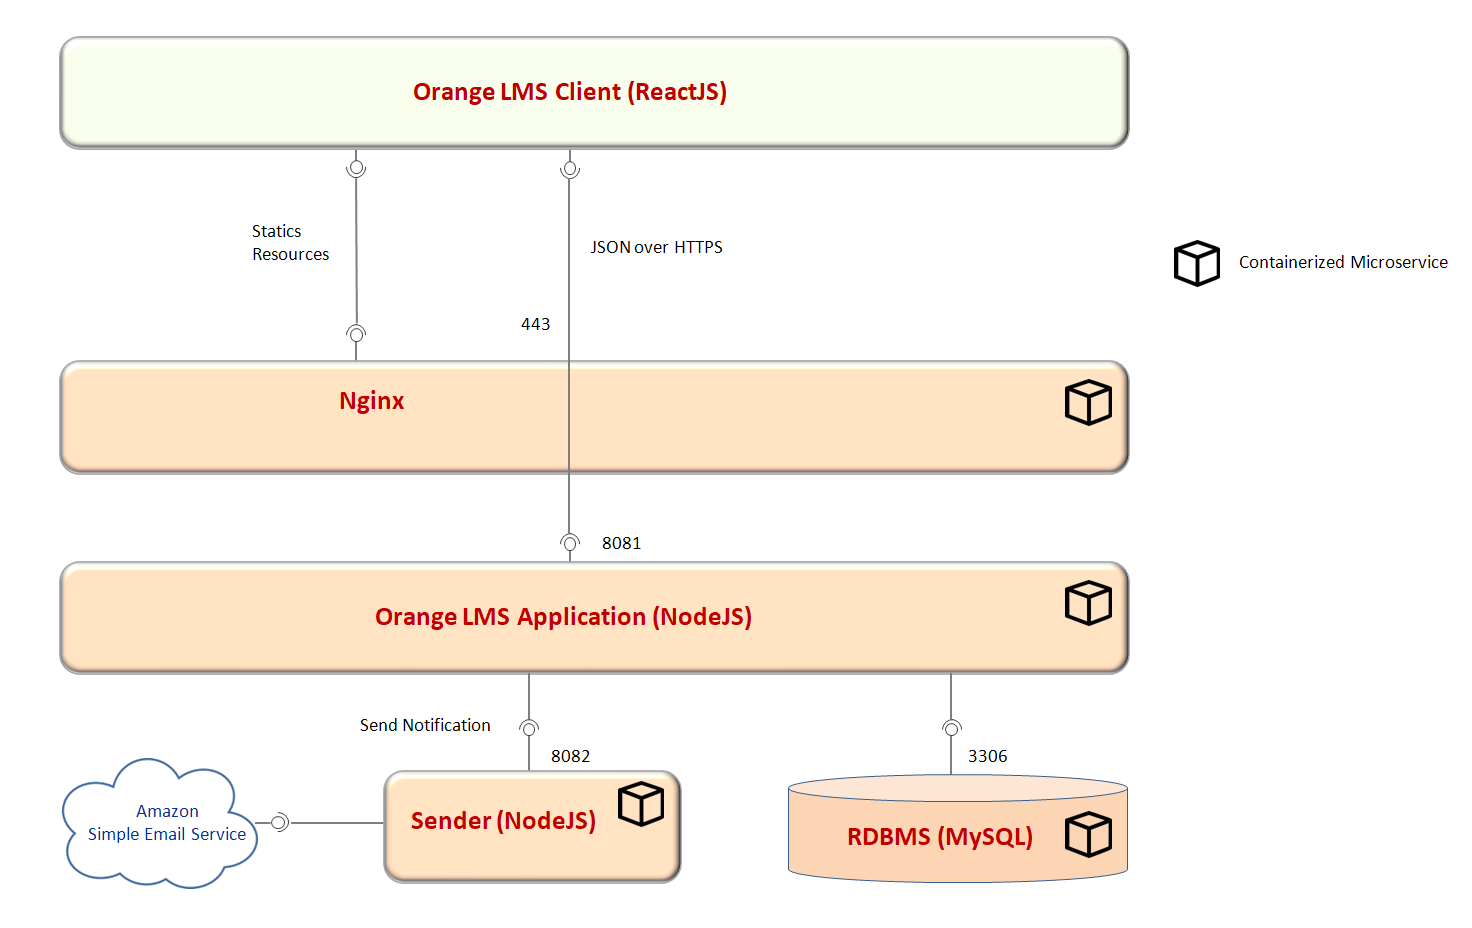 Orange LMS Client (ReactJS)
Statics
Resources
JSON over HTTPS
Containerized Microservice
443
Nginx
8081
Orange LMS Application (NodeJS)
Send Notification
8082
3306
Amazon
Simple Email Service
Sender (NodeJS)
RDBMS (MySQL)